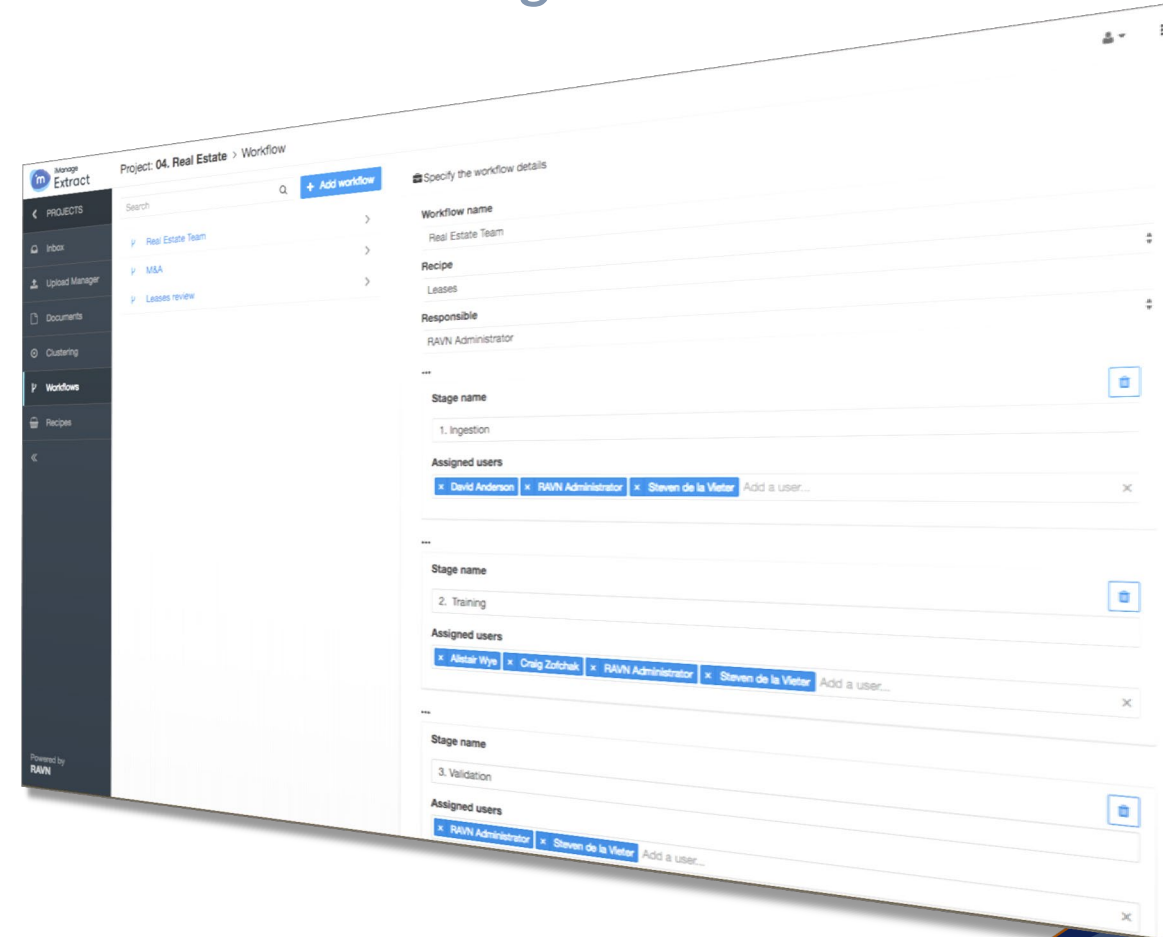 iManage
Extract
Project: 04. Real Estate > Workflow
PROJECTS
Inbox
Upload Manager
Documents
Clustering
Workflows
Recipes
Powered by
RAVN
Search
+ Add workflow
Real Estate Team
M&A
Leases review
Specify the workflow details
Workflow name
Real Estate Team
Recipe
Leases
Responsible
RAVN Administrator
...
Stage name
1. Ingestion
Assigned users
× David Anderson × RAVN Administrator × Steven de la Vieter Add a user...
...
Stage name
2. Training
Assigned users
× Alistair Wye × Craig Zofchak × RAVN Administrator × Steven de la Vieter Add a user...
...
Stage name
3. Validation
Assigned users
× RAVN Administrator × Steven de la Vieter Add a user...